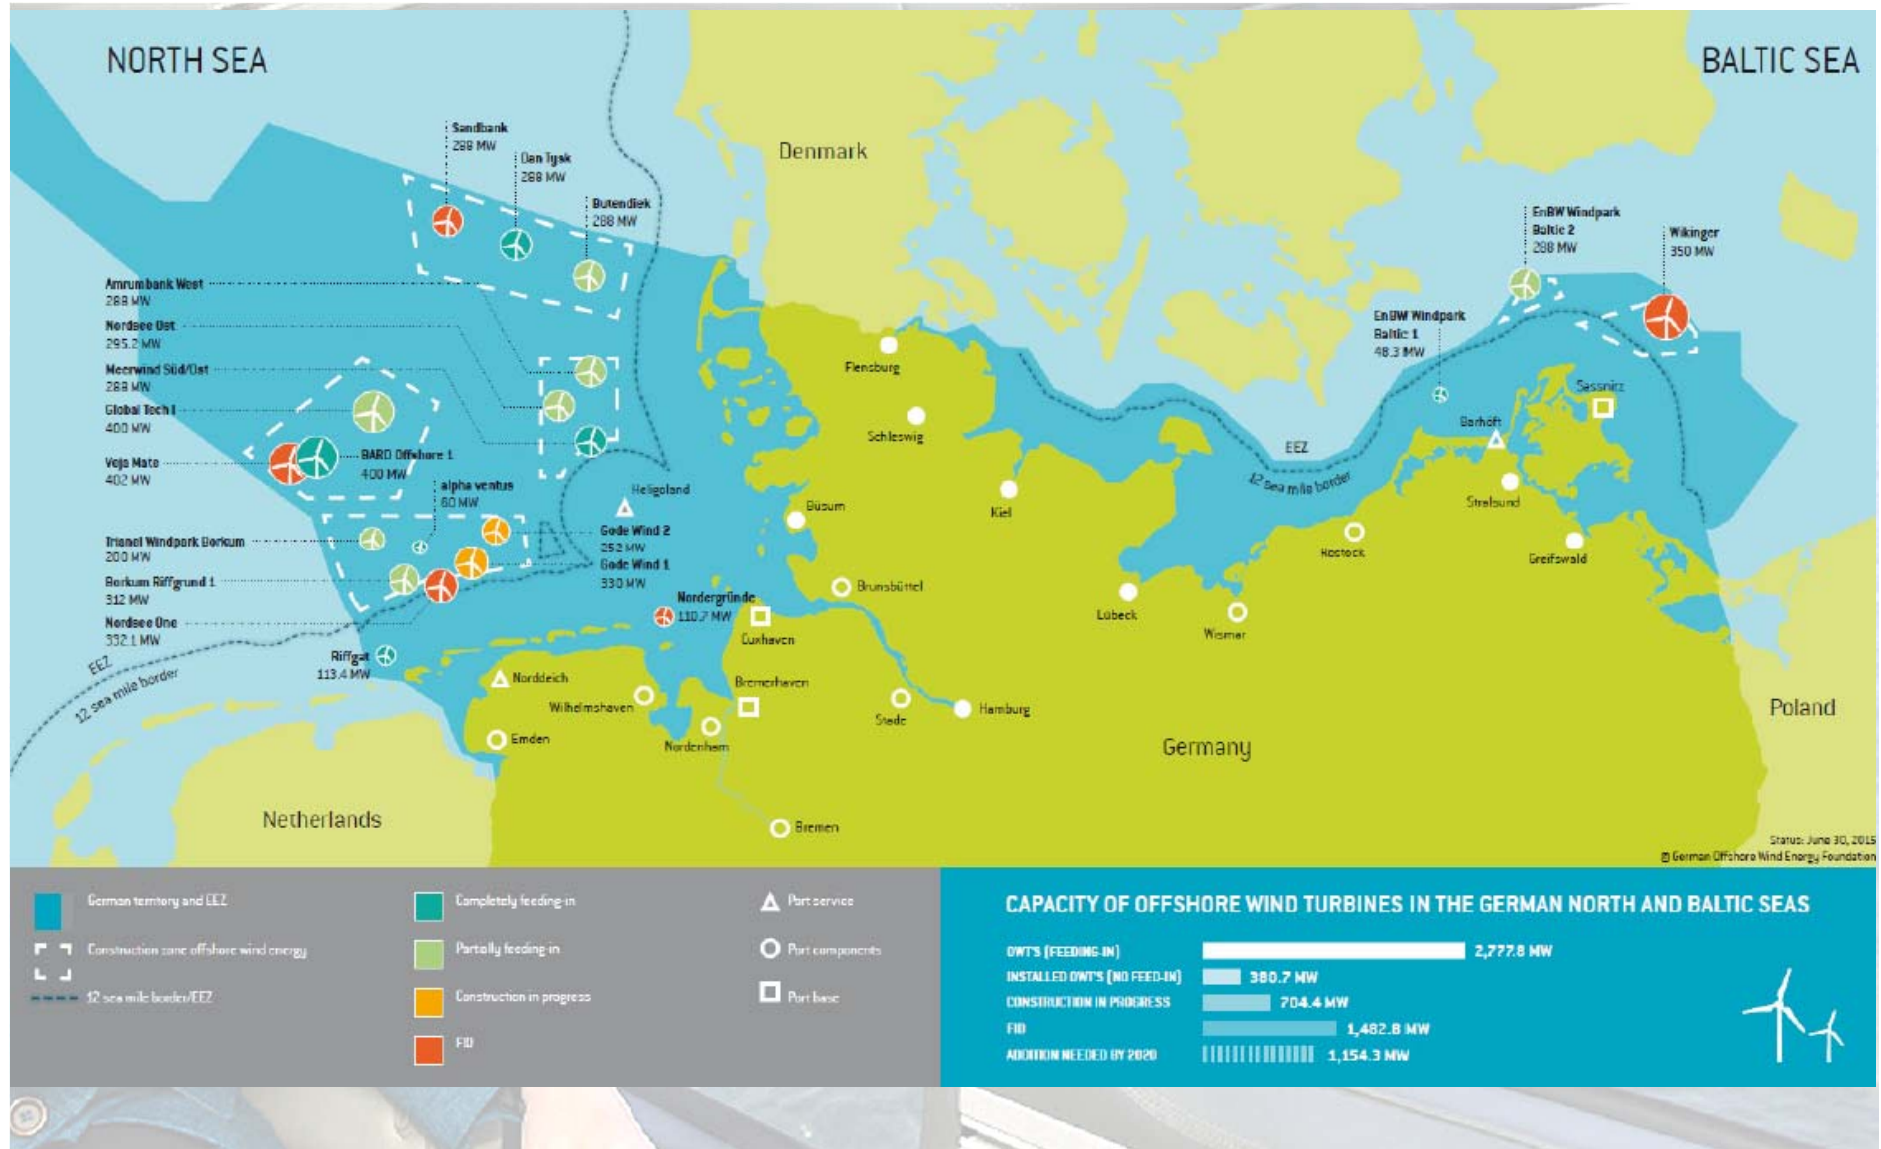 NORTH SEA
BALTIC SEA
Denmark
Sandbank
288 MW
Dan Tysk
288 MW
Butendiek
288 MW
Amrumbank West
288 MW
Nordsee Ost
295.2 MW
Meerwind Süd/Ost
288 MW
Global Tech I
400 MW
Veja Mate
402 MW
BARD Offshore 1
400 MW
alpha ventus
60 MW
Trianel Windpark Borkum
200 MW
Borkum Riffgrund 1
312 MW
Nordsee One
332.1 MW
Gode Wind 2
252 MW
Gode Wind 1
330 MW
Nordergründe
110.7 MW
Riffgat
113.4 MW
EEZ
12 sea mile border
EnBW Windpark
Baltic 2
288 MW
Wikinger
350 MW
EnBW Windpark
Baltic 1
48.3 MW
EEZ
12 sea mile border
Heligoland
Flensburg
Schleswig
Kiel
Büsum
Brunsbüttel
Cuxhaven
Bremerhaven
Norddeich
Wilhelmshaven
Emden
Nordenham
Stade
Hamburg
Bremen
Lübeck
Wismar
Rostock
Barhöft
Sassnitz
Stralsund
Greifswald
Germany
Poland
Netherlands
Status: June 30, 2015
© German Offshore Wind Energy Foundation
German territory and EEZ
Construction zone offshore wind energy
12 sea mile border/EEZ
Completely feeding-in
Partially feeding-in
Construction in progress
FID
Port service
Port components
Port base
CAPACITY OF OFFSHORE WIND TURBINES IN THE GERMAN NORTH AND BALTIC SEAS
OWT'S (FEEDING-IN) 2,777.8 MW
INSTALLED OWT'S (NO FEED-IN) 380.7 MW
CONSTRUCTION IN PROGRESS 704.4 MW
FID 1,482.8 MW
ADDITION NEEDED BY 2020 1,154.3 MW